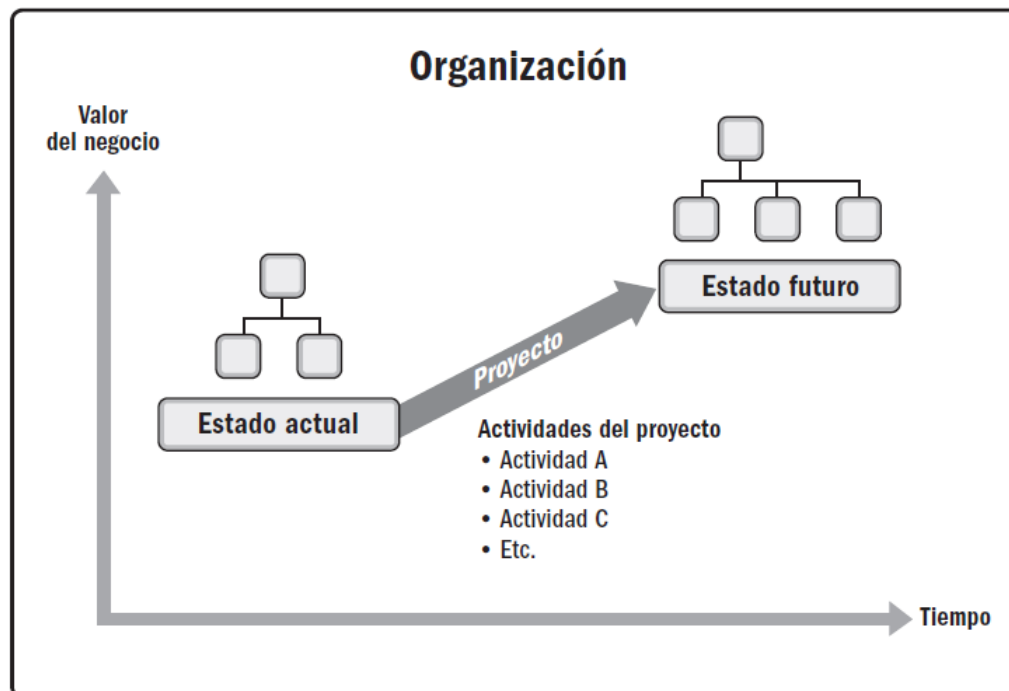 Organización
Valor
del negocio
Estado futuro
Proyecto
Estado actual
Actividades del proyecto
• Actividad A
• Actividad B
• Actividad C
• Etc.
Tiempo